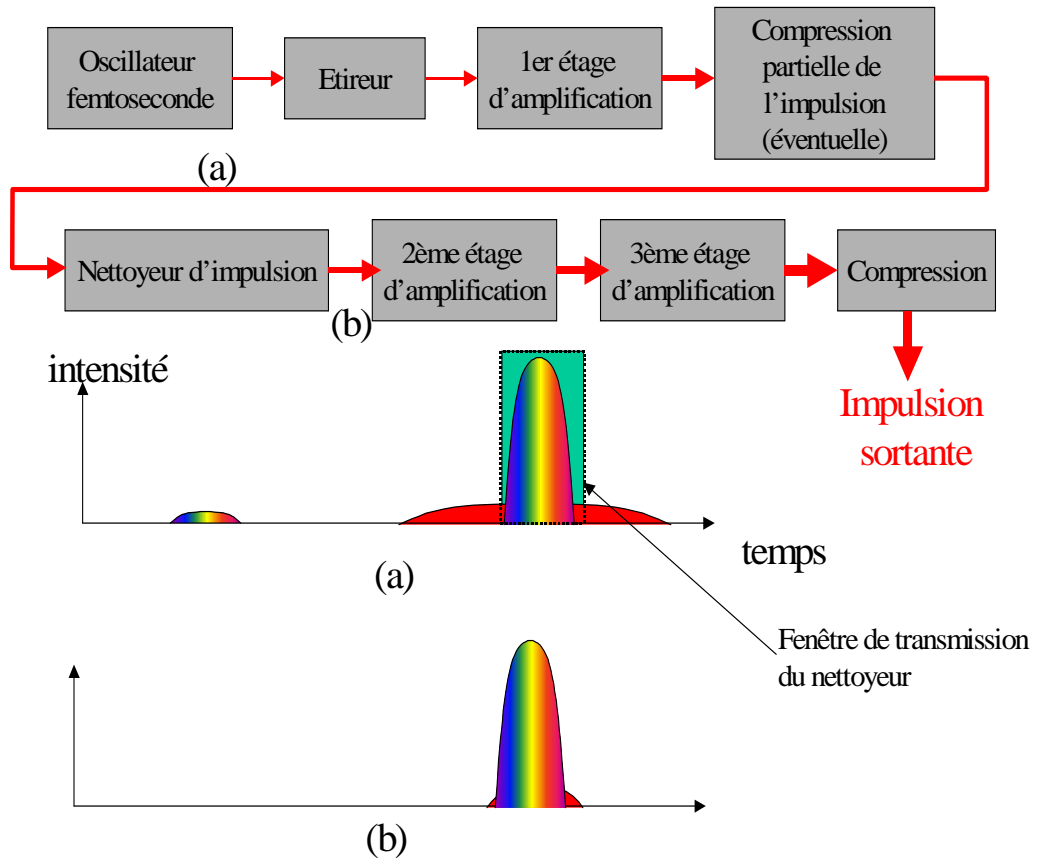 Oscillateur
femtoseconde
Etireur
1er étage
d'amplification
Compression
partielle de
l'impulsion
(éventuelle)
(a)
Nettoyeur d'impulsion
2ème étage
d'amplification
3ème étage
d'amplification
Compression
(b)
intensité
Impulsion
sortante
temps
(a)
Fenêtre de transmission
du nettoyeur
(b)